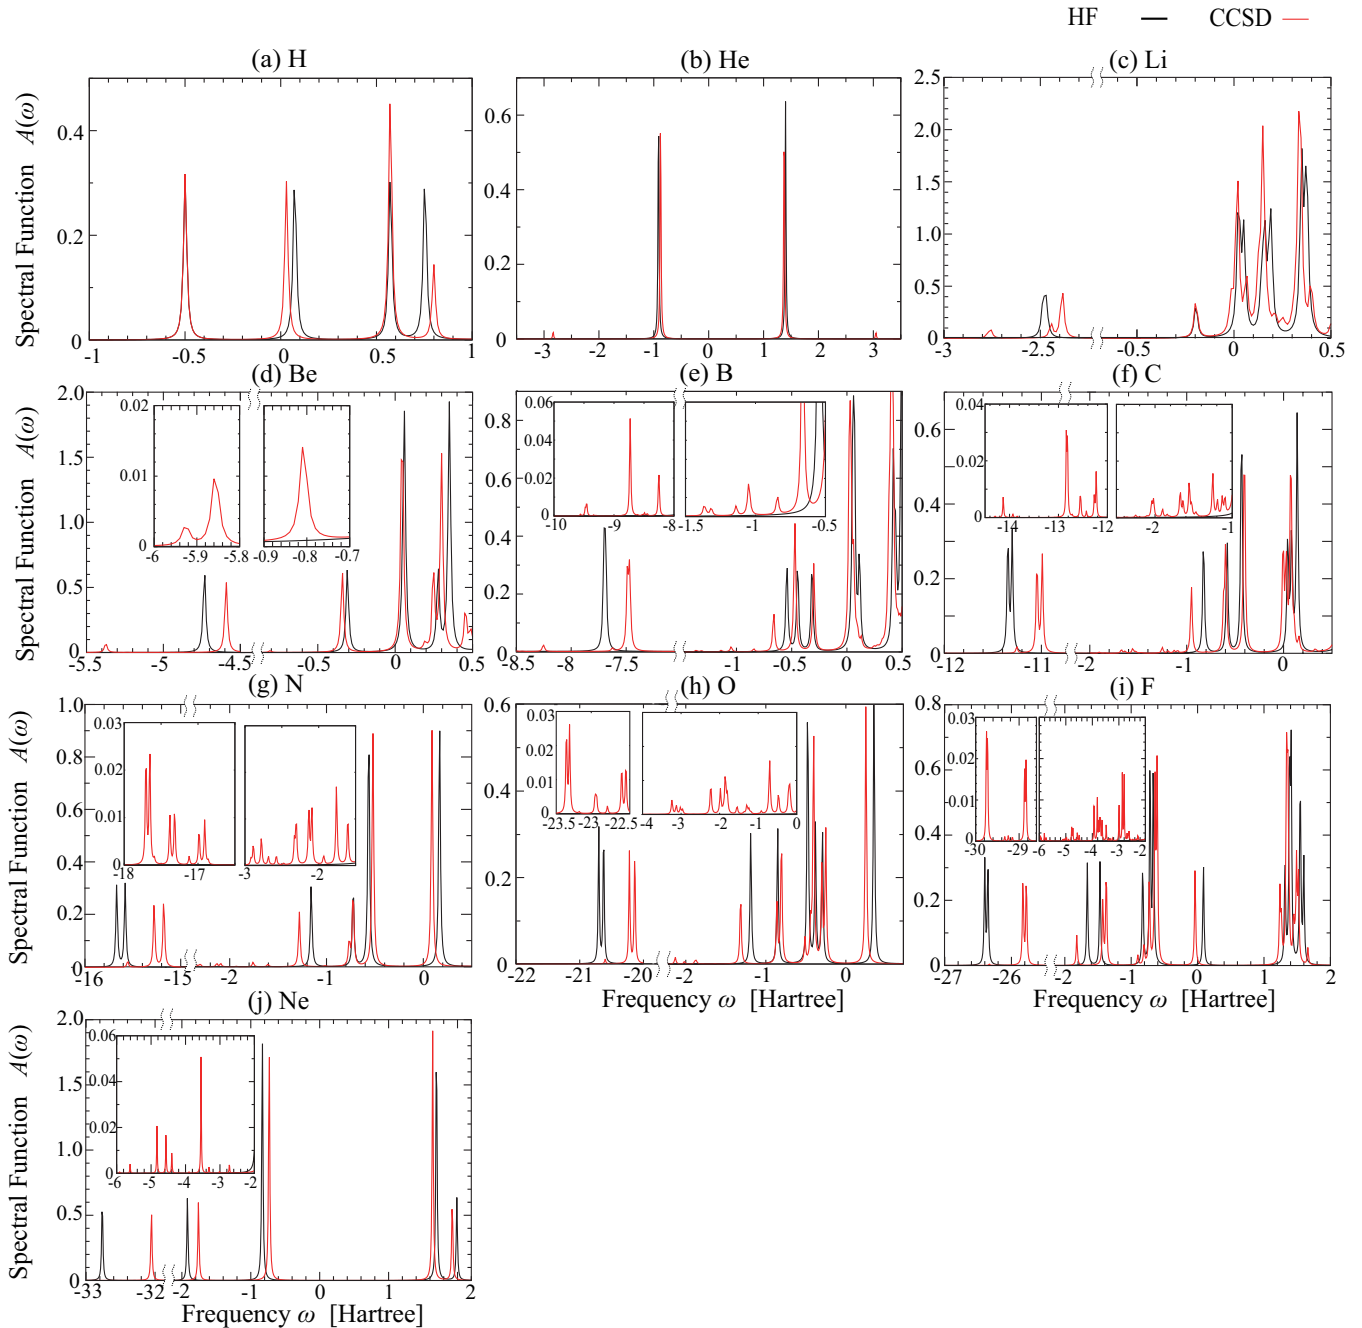 HF CCSD
(a) H (b) He (c) Li
Spectral Function A(ω)
0.4
0.2
0
-1 -0.5 0 0.5 1
0.6
0.4
0.2
0
-3 -2 -1 0 1 2 3
2.5
2.0
1.5
1.0
0.5
0
-3 -2.5 -0.5 0 0.5
(d) Be (e) B (f) C
Spectral Function A(ω)
2.0
1.5
1.0
0.5
0
-5.5 -5 -4.5 -0.5 0 0.5
0.02
0.01
0
-6 -5.9 -5.8
-0.9 -0.8 -0.7
0.8
0.6
0.4
0.2
0
-8.5 -8 -7.5 -1 -0.5 0 0.5
0.06
0.04
0.02
0
-10 -9 -8
-1.5 -1 -0.5
0.6
0.4
0.2
0
-12 -11 -2 -1 0
0.04
0.02
0
-14 -13 -12
-2 -1
(g) N (h) O (i) F
Spectral Function A(ω)
1.0
0.8
0.6
0.4
0.2
0
-16 -15 -2 -1 0
0.03
0.02
0.01
0
-18 -17
-3 -2
0.6
0.4
0.2
0
-22 -21 -20 -2 -1 0
0.03
0.02
0.01
0
-23.5 -23 -22.5
-4 -3 -2 -1 0
Frequency ω [Hartree]
0.8
0.6
0.4
0.2
0
-27 -26 -2 -1 0 1 2
0.03
0.02
0.01
0
-30 -29
-6 -5 -4 -3 -2
Frequency ω [Hartree]
(j) Ne
Spectral Function A(ω)
2.0
1.5
1.0
0.5
0
-33 -32 -2 -1 0 1 2
0.06
0.04
0.02
0
-6 -5 -4 -3 -2
Frequency ω [Hartree]